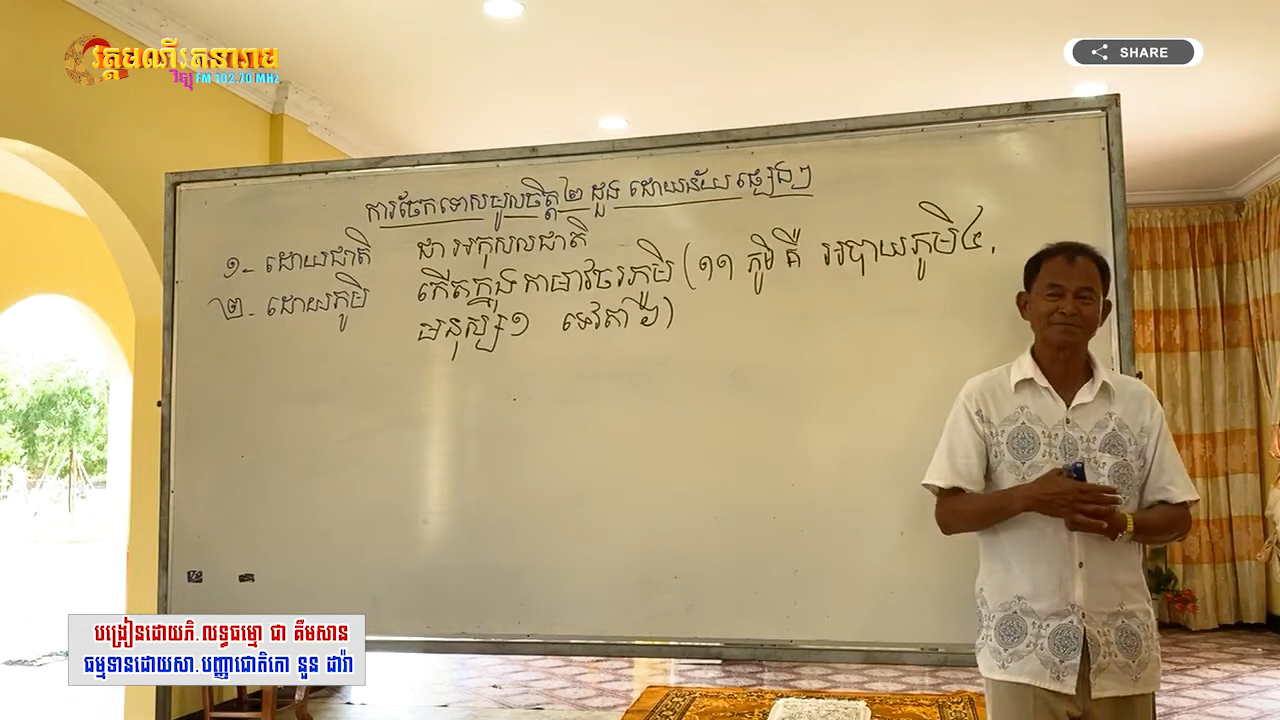 វត្តមណីរតនារាម
វិទ្យុ FM 102.70 MHz
SHARE
ការចែកទោសមូលចិត្ត ២ ដួង ដោយន័យ ផ្សេងៗ
១- ដោយជាតិ ជា អកុសលជាតិ
២- ដោយភូមិ កើតក្នុង កាមាវចរភូមិ (១១ ភូមិ គឺ អបាយភូមិ៤,
មនុស្ស១ ទេវតា ៦)
បង្រៀនដោយភិ.លទ្ធធម្មោ ជា គឹមសាន
ធម្មទានដោយសា.បញ្ញាជោតិកោ នួន ដារ៉ា